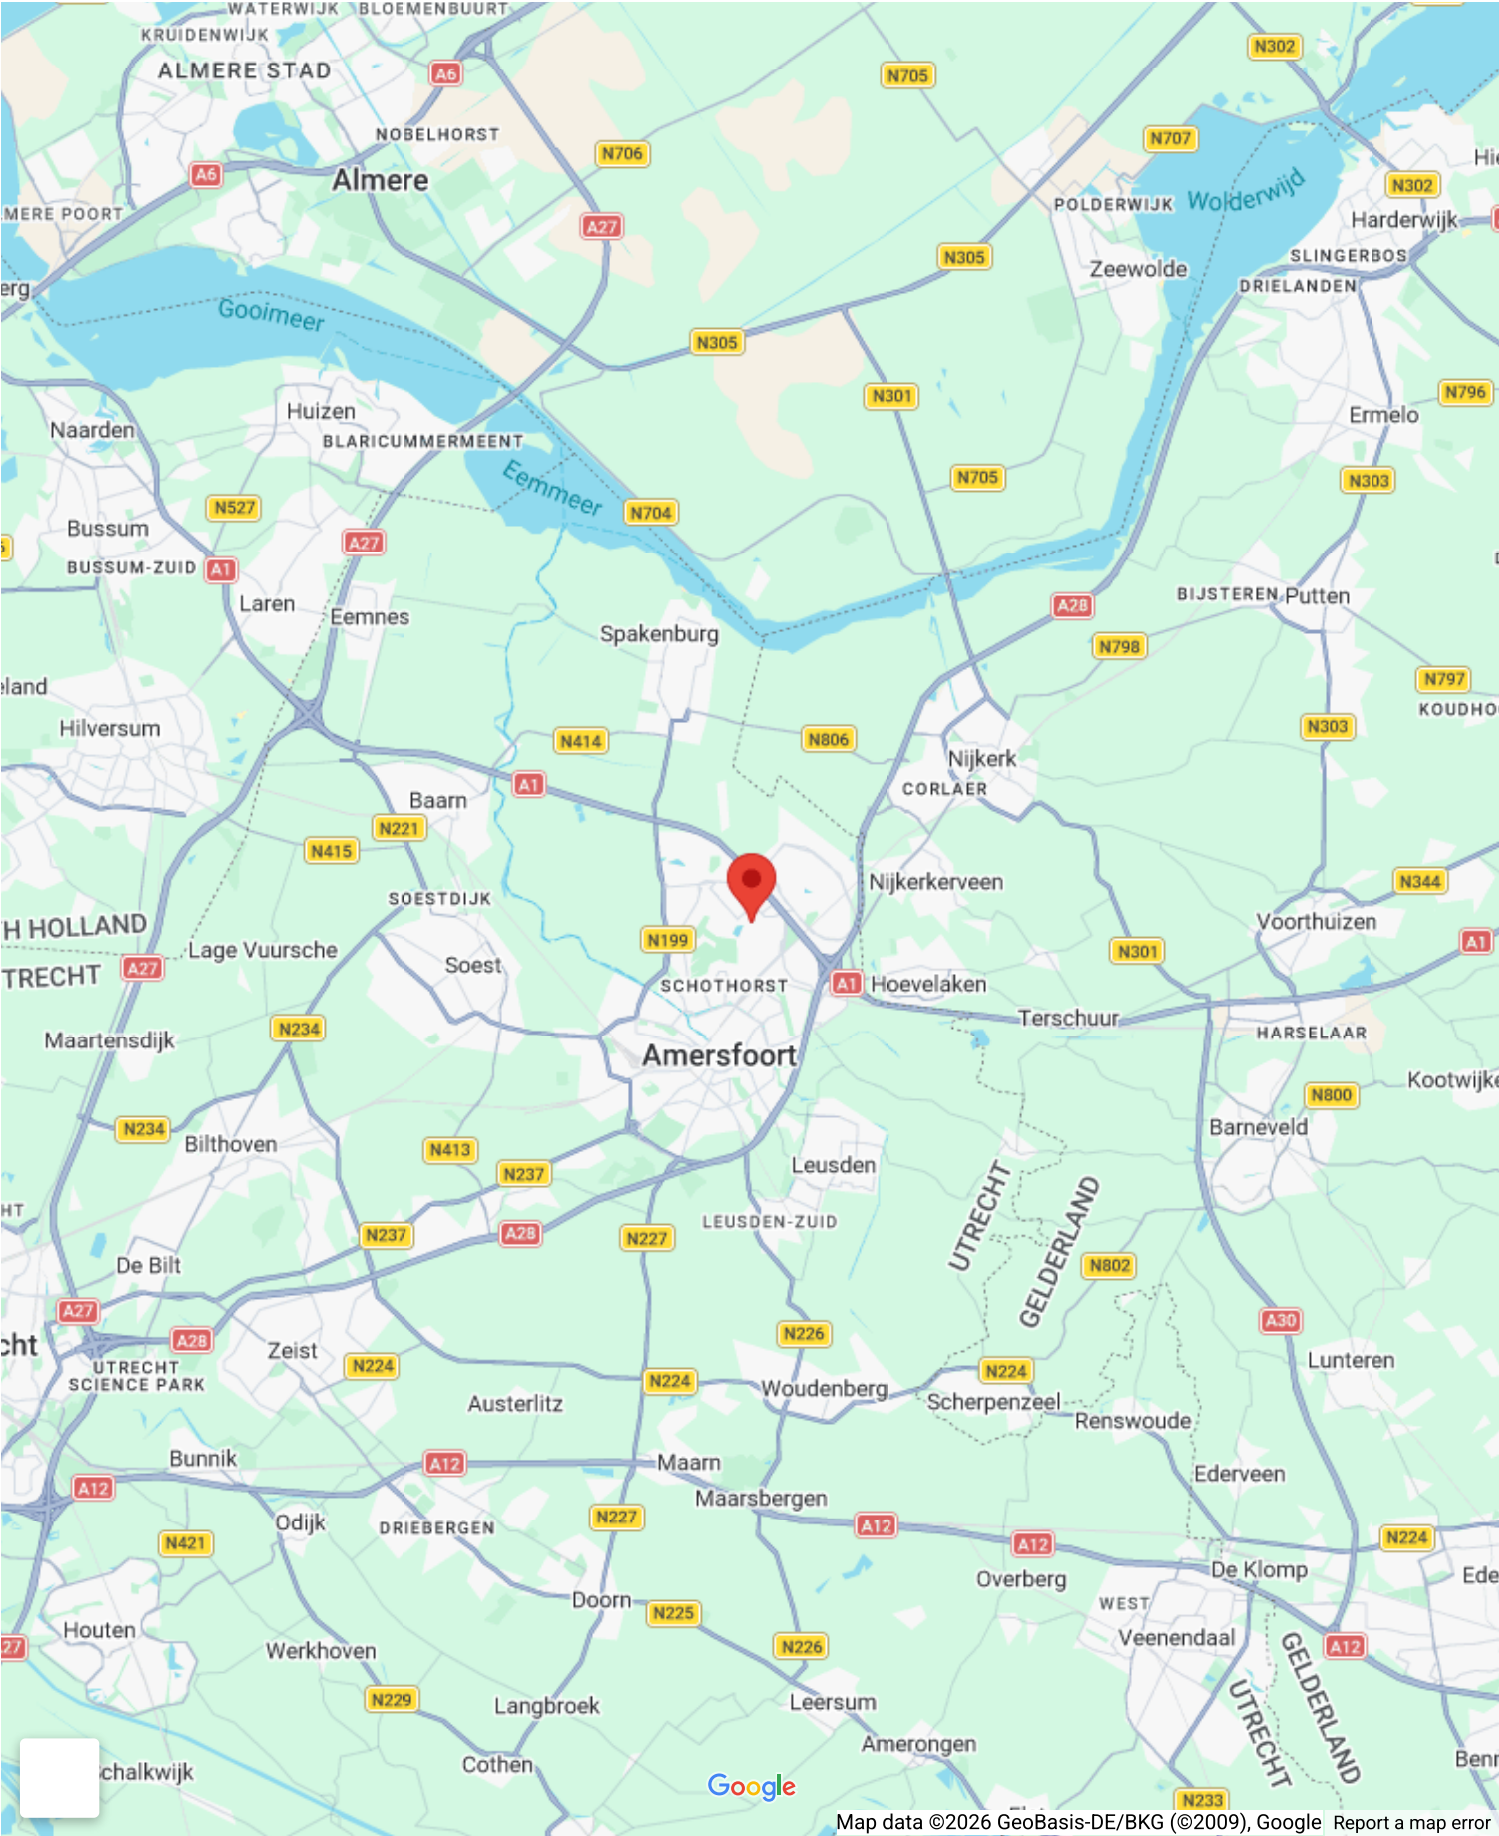 WATERWIJK
BLOEMENBUURT
KRUIDENWIJK
ALMERE STAD
A6
N705
N302
NOBELHORST
N706
N707
Hie
A6
Almere
Wolderwijd
N302
MERE POORT
POLDERWIJK
Harderwijk
A27
N305
SLINGERBOS
Zeewolde
DRIELANDEN
erg
Gooimeer
N305
N301
N796
Huizen
Ermelo
Naarden
BLARICUMMERMEENT
Eemmeer
N705
N303
N527
N704
Bussum
A27
BUSSUM-ZUID
A1
Laren
Eemnes
A28
BIJSTEREN
Putten
Spakenburg
N798
eland
N797
KOUDHO
Hilversum
N414
N806
N303
Nijkerk
A1
CORLAER
Baarn
N221
N415
Nijkerkerveen
N344
SOESTDIJK
H HOLLAND
Voorthuizen
Lage Vuursche
N199
N301
A1
TRECHT
A27
Soest
SCHOTHORST
A1
Hoevelaken
Terschuur
N234
HARSELAAR
Maartensdijk
Amersfoort
Kootwijke
N800
N234
Bilthoven
Barneveld
N413
N237
Leusden
UTRECHT
GELDERLAND
HT
LEUSDEN-ZUID
N237
A28
N227
De Bilt
N802
A27
A30
cht
A28
N226
UTRECHT
SCIENCE PARK
Zeist
N224
Lunteren
N224
N224
Woudenberg
Austerlitz
Scherpenzeel
Renswoude
Bunnik
A12
Maarn
Ederveen
A12
Maarsbergen
Odijk
DRIEBERGEN
N227
A12
N421
A12
N224
De Klomp
Overberg
Ede
Doorn
WEST
N225
Houten
Veenendaal
27
Werkhoven
N226
A12
GELDERLAND
UTRECHT
N229
Langbroek
Leersum
Amerongen
Cothen
Benn
chalkwijk
Google
N233
Map data ©2026 GeoBasis-DE/BKG (©2009), Google
Report a map error